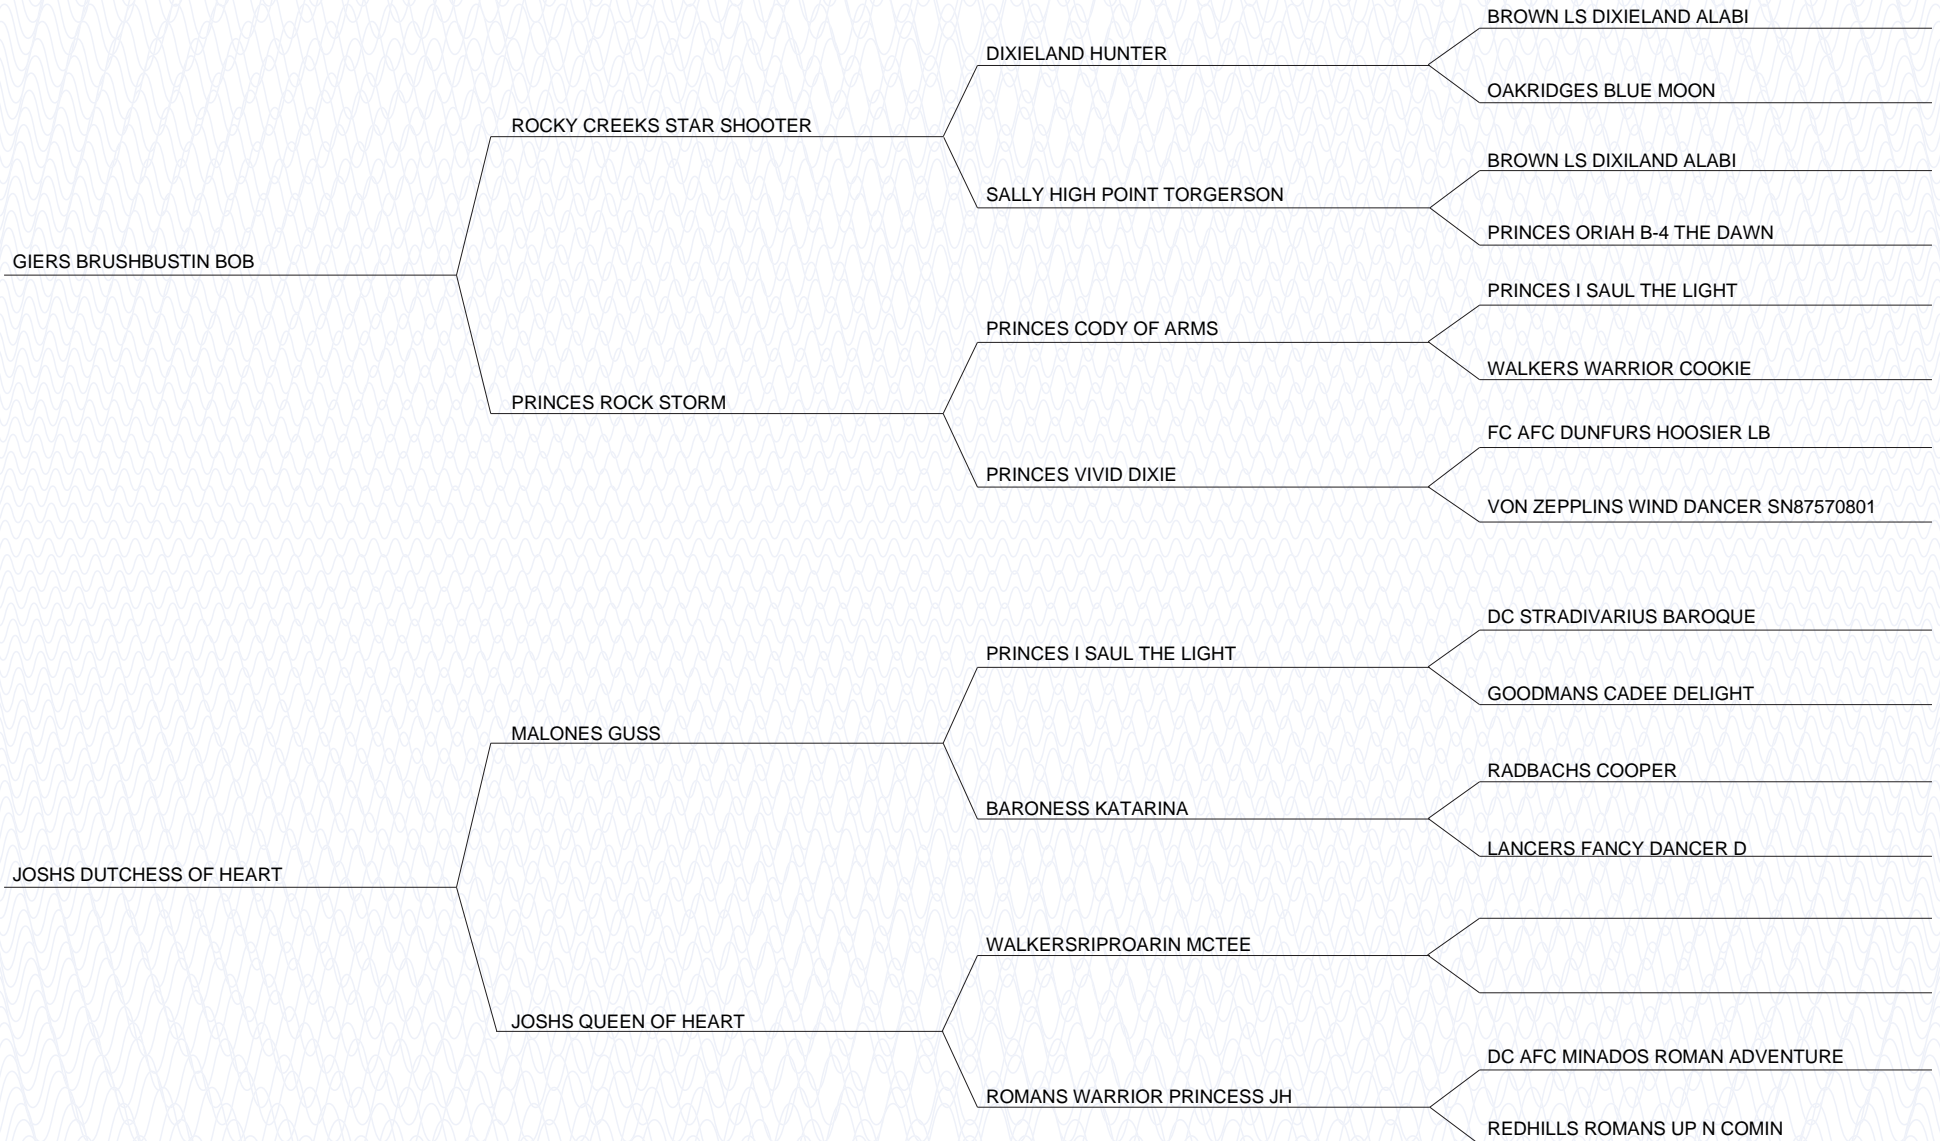 BROWN LS DIXIELAND ALABI
DIXIELAND HUNTER
OAKRIDGES BLUE MOON
ROCKY CREEKS STAR SHOOTER
BROWN LS DIXILAND ALABI
SALLY HIGH POINT TORGERSON
PRINCES ORIAH B-4 THE DAWN
GIERS BRUSHBUSTIN BOB
PRINCES I SAUL THE LIGHT
PRINCES CODY OF ARMS
WALKERS WARRIOR COOKIE
PRINCES ROCK STORM
FC AFC DUNFURS HOOSIER LB
PRINCES VIVID DIXIE
VON ZEPPLINS WIND DANCER SN87570801
DC STRADIVARIUS BAROQUE
PRINCES I SAUL THE LIGHT
GOODMANS CADEE DELIGHT
MALONES GUSS
RADBACHS COOPER
BARONESS KATARINA
LANCERS FANCY DANCER D
JOSHS DUTCHESS OF HEART
WALKERSRIPROARIN MCTEE
JOSHS QUEEN OF HEART
DC AFC MINADOS ROMAN ADVENTURE
ROMANS WARRIOR PRINCESS JH
REDHILLS ROMANS UP N COMIN